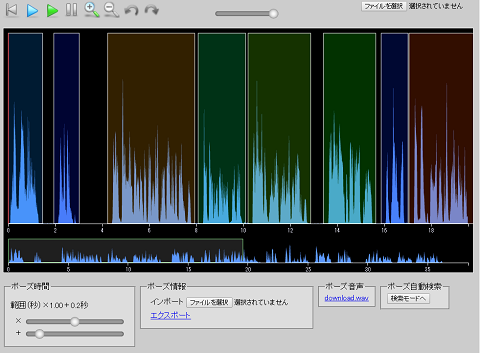 ファイルを選択 選択されていません
0 2 4 6 8 10 12 14 16 18
0 5 10 15 20 25 30 35
ポーズ時間
範囲(秒)×1.00+0.2秒
×
+
ポーズ情報
インポート ファイルを選択 選択されていません
エクスポート
ポーズ音声
download.wav
ポーズ自動検索
検索モードへ